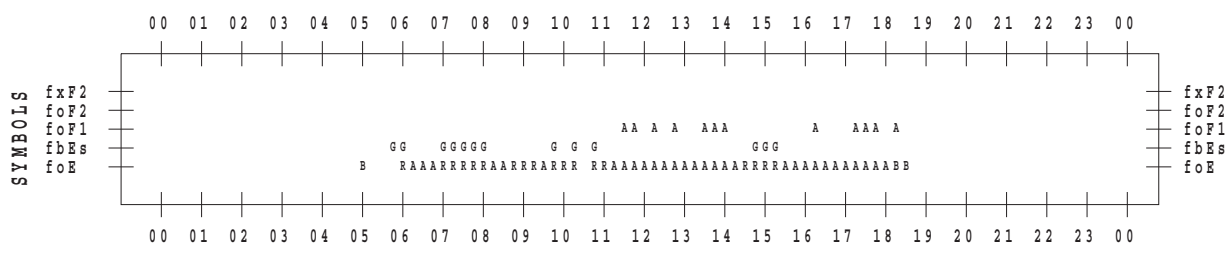 00 01 02 03 04 05 06 07 08 09 10 11 12 13 14 15 16 17 18 19 20 21 22 23 00
SYMBOLS
fxF2 fxF2
foF2 foF2
foF1 AA A A AAA A AAA A foF1
fbEs GG GGGGG G G G GGG fbEs
foE B RAAARRRRRAARRRARRR RRAAAAAAAAAAAAARRRRAAAAAAAAAAABB foE
00 01 02 03 04 05 06 07 08 09 10 11 12 13 14 15 16 17 18 19 20 21 22 23 00